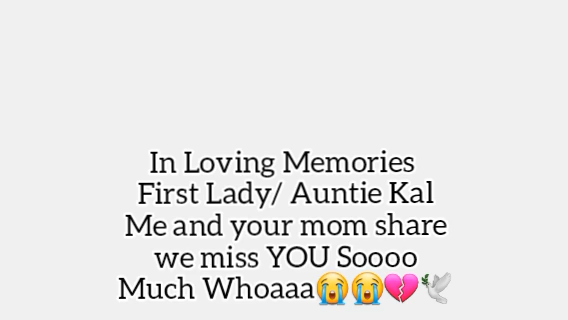 In Loving Memories
First Lady/ Auntie Kal
Me and your mom share
we miss YOU Soooo
Much Whoaaa😭😭💔🕊️